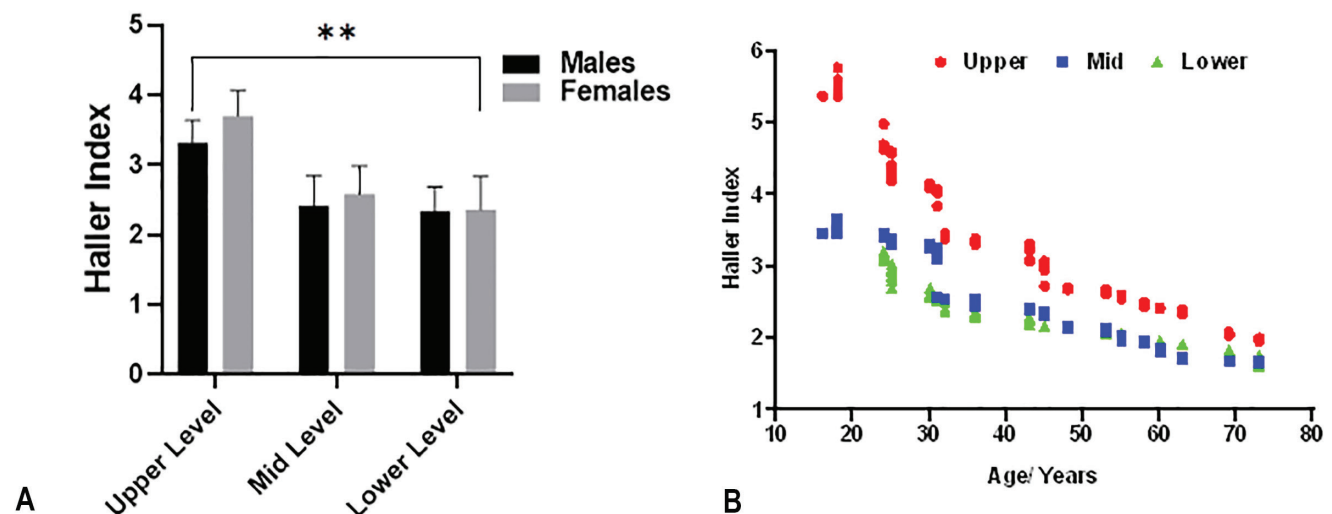 5
4
3
2
1
0
Haller Index
**
Males
Females
Upper Level
Mid Level
Lower Level
A
6
5
4
3
2
1
Haller Index
Upper Mid Lower
10 20 30 40 50 60 70 80
Age/ Years
B